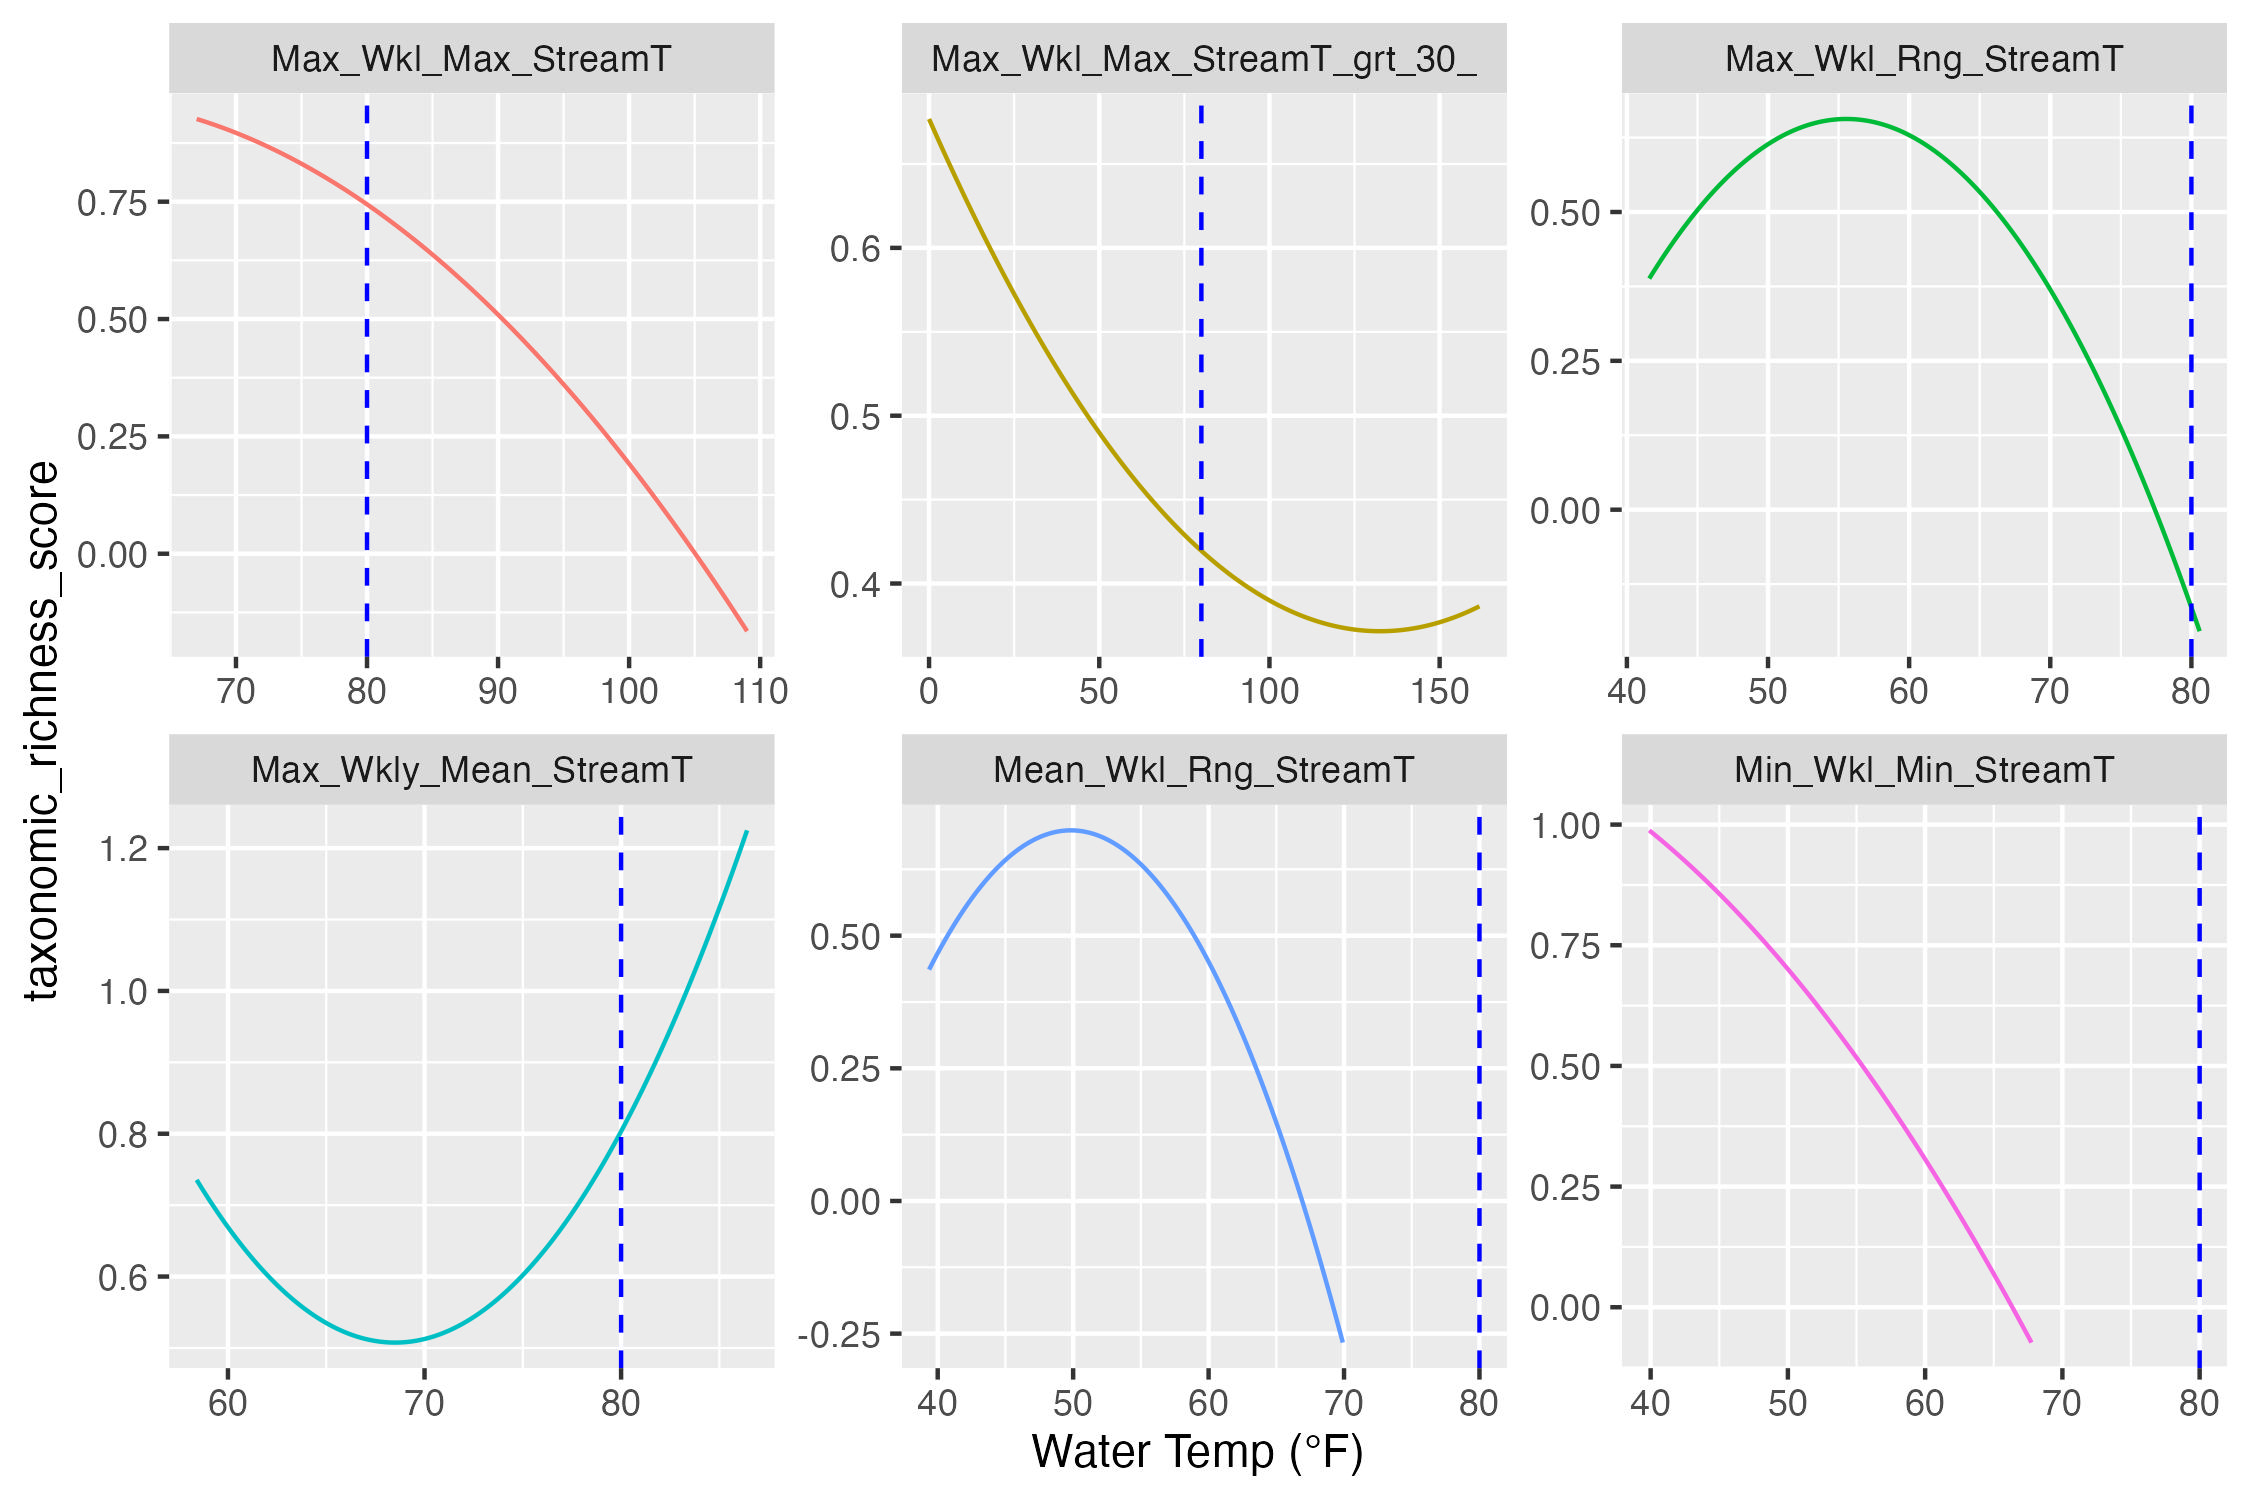 Max_Wkl_Max_StreamT
Max_Wkl_Max_StreamT_grt_30_
Max_Wkl_Rng_StreamT
0.75
0.50
0.25
0.00
70 80 90 100 110
0.6
0.5
0.4
0 50 100 150
0.50
0.25
0.00
40 50 60 70 80
taxonomic_richness_score
Max_Wkly_Mean_StreamT
Mean_Wkl_Rng_StreamT
Min_Wkl_Min_StreamT
1.2
1.0
0.8
0.6
60 70 80
0.50
0.25
0.00
-0.25
40 50 60 70 80
1.00
0.75
0.50
0.25
0.00
40 50 60 70 80
Water Temp (°F)